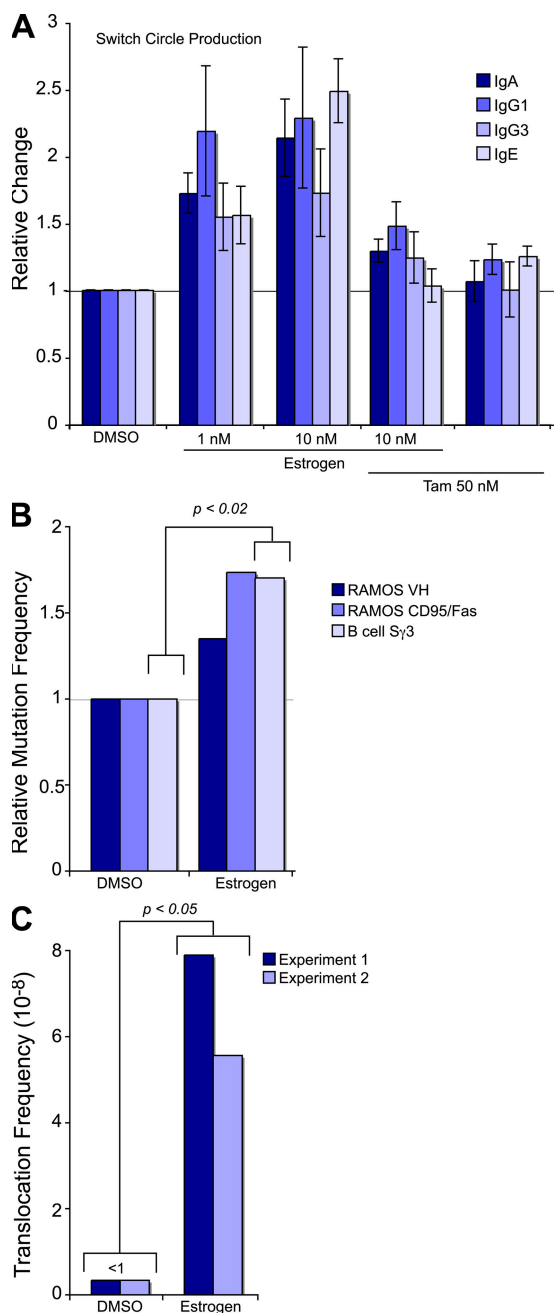 A
Switch Circle Production
IgA
IgG1
IgG3
IgE
Relative Change
3
2.5
2
1.5
1
0.5
0
DMSO
1 nM
10 nM
10 nM
Estrogen
Tam 50 nM
B
p < 0.02
RAMOS VH
RAMOS CD95/Fas
B cell Sγ3
Relative Mutation Frequency
2
1.5
1
0.5
0
DMSO
Estrogen
C
p < 0.05
Experiment 1
Experiment 2
Translocation Frequency (10⁻⁸)
8
6
4
2
0
<1
DMSO
Estrogen